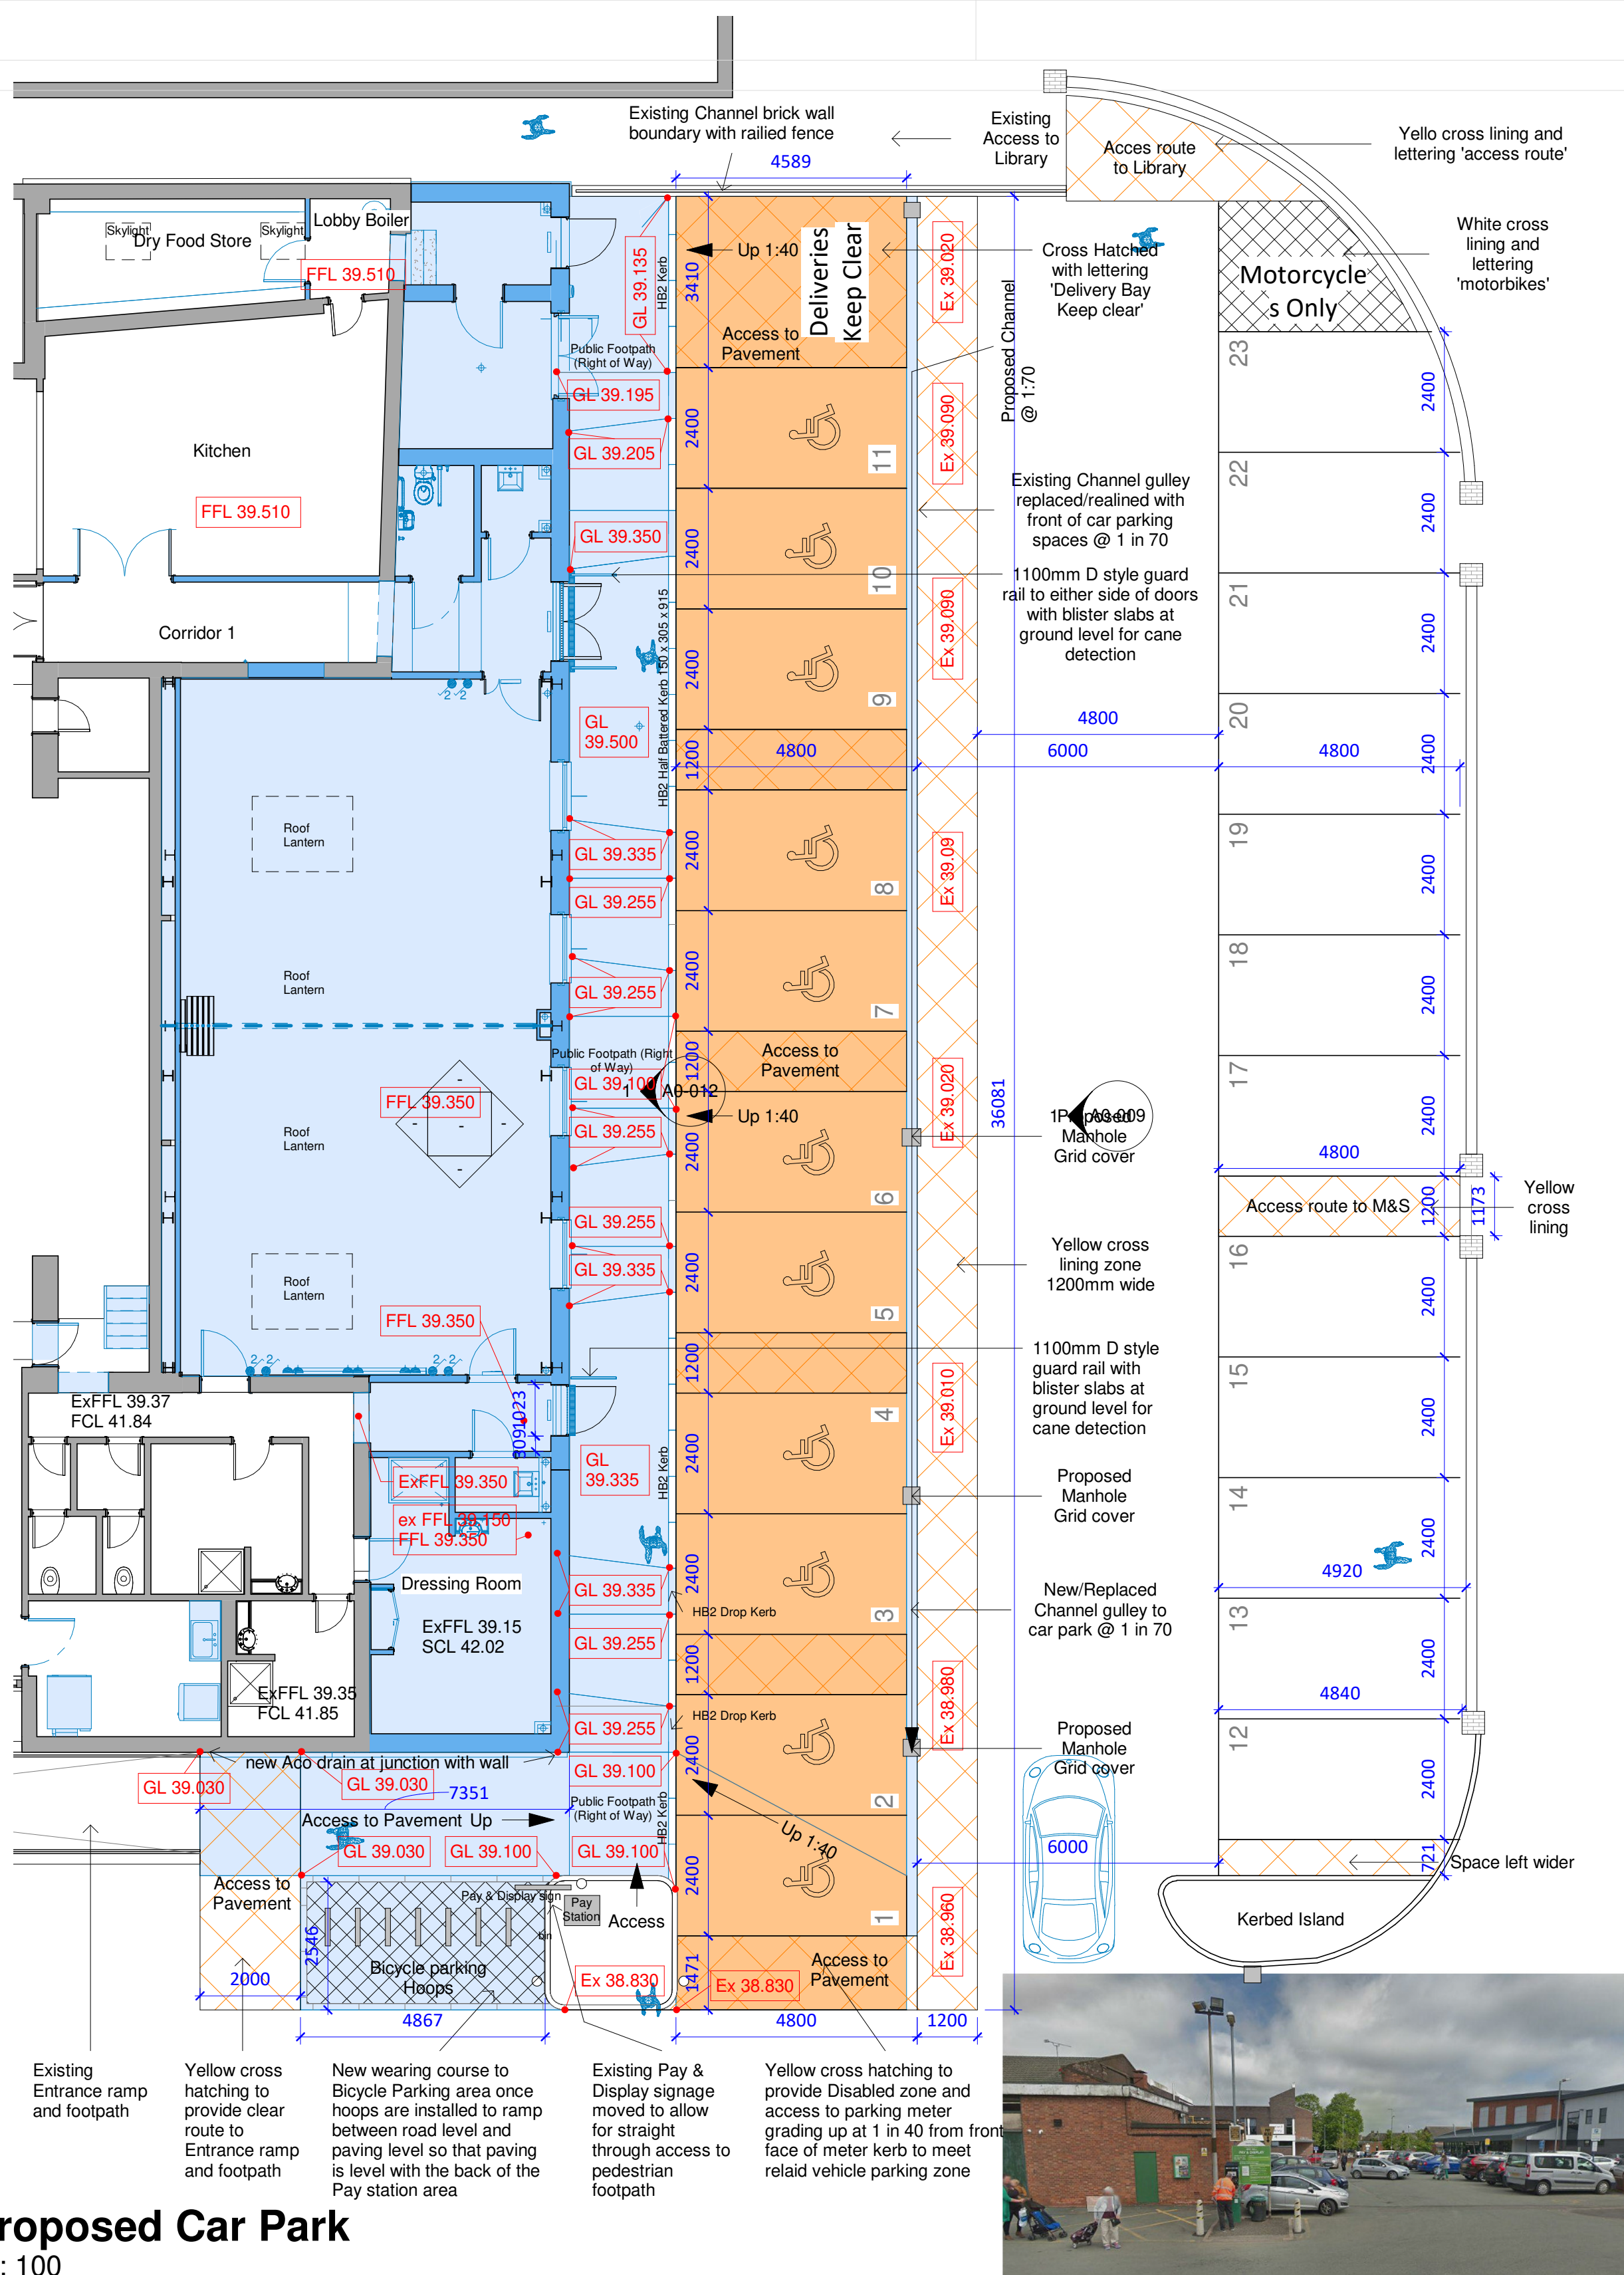 Existing Channel brick wall
boundary with railied fence
4589
Existing
Access to
Library
Acces route
to Library
Yello cross lining and
lettering 'access route'
Skylight
Dry Food Store
Skylight
Lobby Boiler
FFL 39.510
GL 39.135
HB2 Kerb
3410
Up 1:40
Deliveries
Keep Clear
Access to
Pavement
Ex 39.020
Cross Hatched
with lettering
'Delivery Bay
Keep clear'
Motorcycle
s Only
White cross
lining and
lettering
'motorbikes'
Public Footpath
(Right of Way)
GL 39.195
GL 39.205
2400
11
Ex 39.090
Proposed Channel
@ 1:70
23
2400
Kitchen
FFL 39.510
GL 39.350
2400
10
Existing Channel gulley
replaced/realined with
front of car parking
spaces @ 1 in 70
22
2400
1100mm D style guard
rail to either side of doors
with blister slabs at
ground level for cane
detection
Ex 39.090
21
2400
Corridor 1
HB2 Half Battered Kerb 150 x 305 x 915
2400
9
2
2
GL
39.500
1200
4800
4800
6000
4800
20
2400
Roof
Lantern
GL 39.335
GL 39.255
2400
8
Ex 39.09
19
2400
Roof
Lantern
GL 39.255
2400
7
18
2400
Public Footpath (Right
of Way)
GL 39.100
1
A0-012
1200
Access to
Pavement
Up 1:40
FFL 39.350
Roof
Lantern
GL 39.255
2400
6
Ex 39.020
36081
1
A0-009
Proposed
Manhole
Grid cover
17
2400
4800
Access route to M&S
1200
1173
Yellow
cross
lining
GL 39.255
GL 39.335
2400
5
Yellow cross
lining zone
1200mm wide
16
2400
Roof
Lantern
FFL 39.350
2
2
2
2
1200
1100mm D style
guard rail with
blister slabs at
ground level for
cane detection
15
2400
ExFFL 39.37
FCL 41.84
309
1023
GL
39.335
HB2 Kerb
2400
4
Ex 39.010
ExFFL 39.350
ex FFL 39.150
FFL 39.350
Proposed
Manhole
Grid cover
14
2400
4920
Dressing Room
ExFFL 39.15
SCL 42.02
GL 39.335
GL 39.255
2400
3
HB2 Drop Kerb
New/Replaced
Channel gulley to
car park @ 1 in 70
13
2400
1200
4840
ExFFL 39.35
FCL 41.85
GL 39.255
HB2 Drop Kerb
Ex 38.980
Proposed
Manhole
Grid cover
12
2400
new Aco drain at junction with wall
GL 39.030
GL 39.030
7351
GL 39.100
2400
2
Access to Pavement Up
Public Footpath
(Right of Way)
HB2 Kerb
Up 1:40
GL 39.030
GL 39.100
GL 39.100
6000
721
Space left wider
Access to
Pavement
Pay & Display sign
Pay
Station
bin
Access
2400
1
Kerbed Island
2546
2000
Bicycle parking
Hoops
Ex 38.830
1471
Ex 38.830
Access to
Pavement
Ex 38.960
4867
4800
1200
Existing
Entrance ramp
and footpath
Yellow cross
hatching to
provide clear
route to
Entrance ramp
and footpath
New wearing course to
Bicycle Parking area once
hoops are installed to ramp
between road level and
paving level so that paving
is level with the back of the
Pay station area
Existing Pay &
Display signage
moved to allow
for straight
through access to
pedestrian
footpath
Yellow cross hatching to
provide Disabled zone and
access to parking meter
grading up at 1 in 40 from front
face of meter kerb to meet
relaid vehicle parking zone
roposed Car Park
: 100